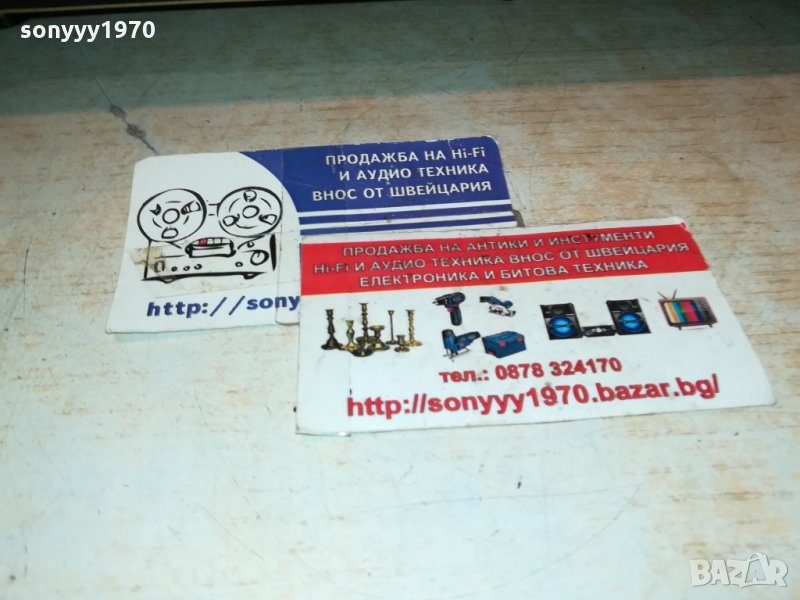 sonyyy1970
ПРОДАЖБА НА Hi-Fi
И АУДИО ТЕХНИКА
ВНОС ОТ ШВЕЙЦАРИЯ
http://sony
ПРОДАЖБА НА АНТИКИ И ИНСТУМЕНТИ
Hi-Fi И АУДИО ТЕХНИКА ВНОС ОТ ШВЕЙЦАРИЯ
ЕЛЕКТРОНИКА И БИТОВА ТЕХНИКА
тел.: 0878 324170
http://sonyyy1970.bazar.bg/
BAZAR
bg